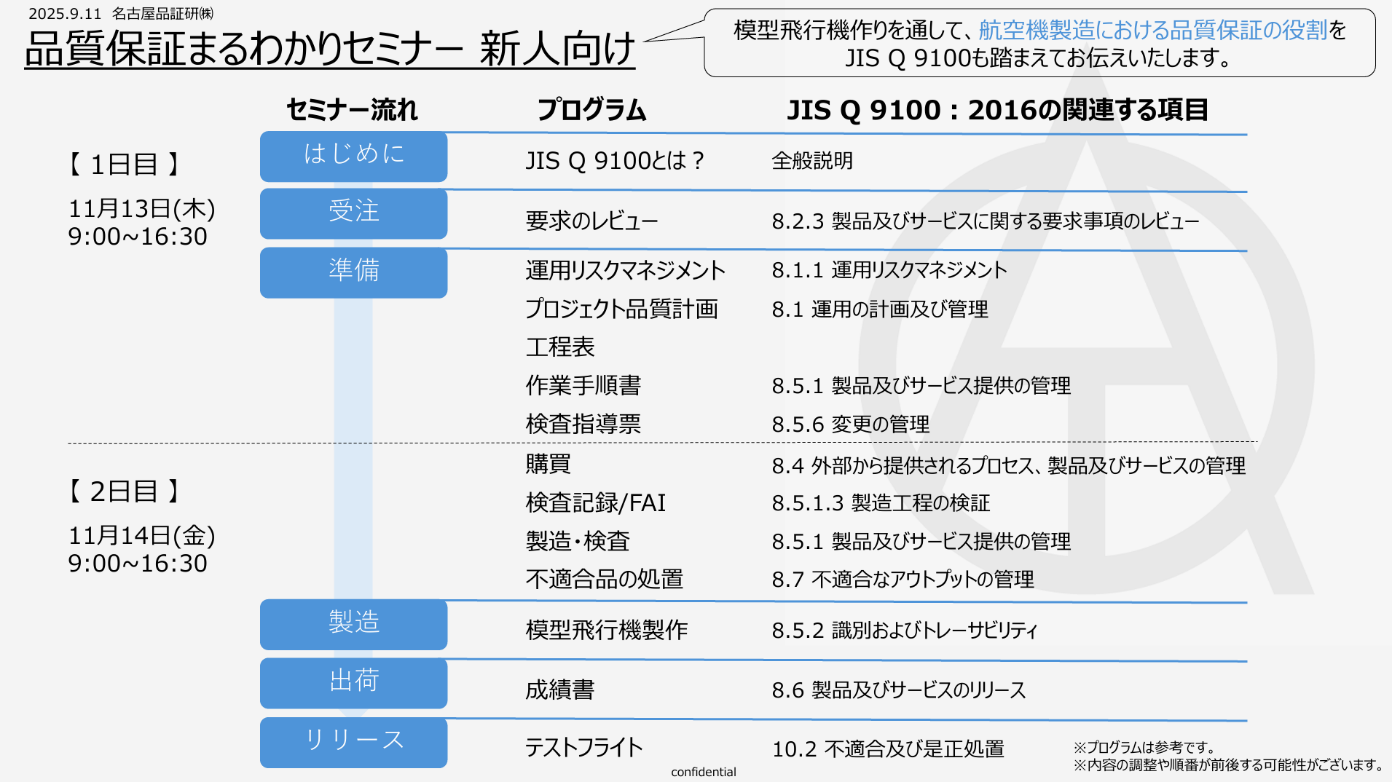 2025.9.11 名古屋品証研㈱
品質保証まるわかりセミナー 新人向け
模型飛行機作りを通して、航空機製造における品質保証の役割を
JIS Q 9100も踏まえてお伝えいたします。
セミナー流れ プログラム JIS Q 9100：2016の関連する項目
【 1日目 】
11月13日(木)
9:00~16:30
はじめに JIS Q 9100とは？ 全般説明
受注 要求のレビュー 8.2.3 製品及びサービスに関する要求事項のレビュー
準備 運用リスクマネジメント 8.1.1 運用リスクマネジメント
プロジェクト品質計画 8.1 運用の計画及び管理
工程表
作業手順書 8.5.1 製品及びサービス提供の管理
検査指導票 8.5.6 変更の管理
【 2日目 】
11月14日(金)
9:00~16:30
購買 8.4 外部から提供されるプロセス、製品及びサービスの管理
検査記録/FAI 8.5.1.3 製造工程の検証
製造・検査 8.5.1 製品及びサービス提供の管理
不適合品の処置 8.7 不適合なアウトプットの管理
製造 模型飛行機製作 8.5.2 識別およびトレーサビリティ
出荷 成績書 8.6 製品及びサービスのリリース
リリース テストフライト 10.2 不適合及び是正処置
※プログラムは参考です。
※内容の調整や順番が前後する可能性がございます。
confidential